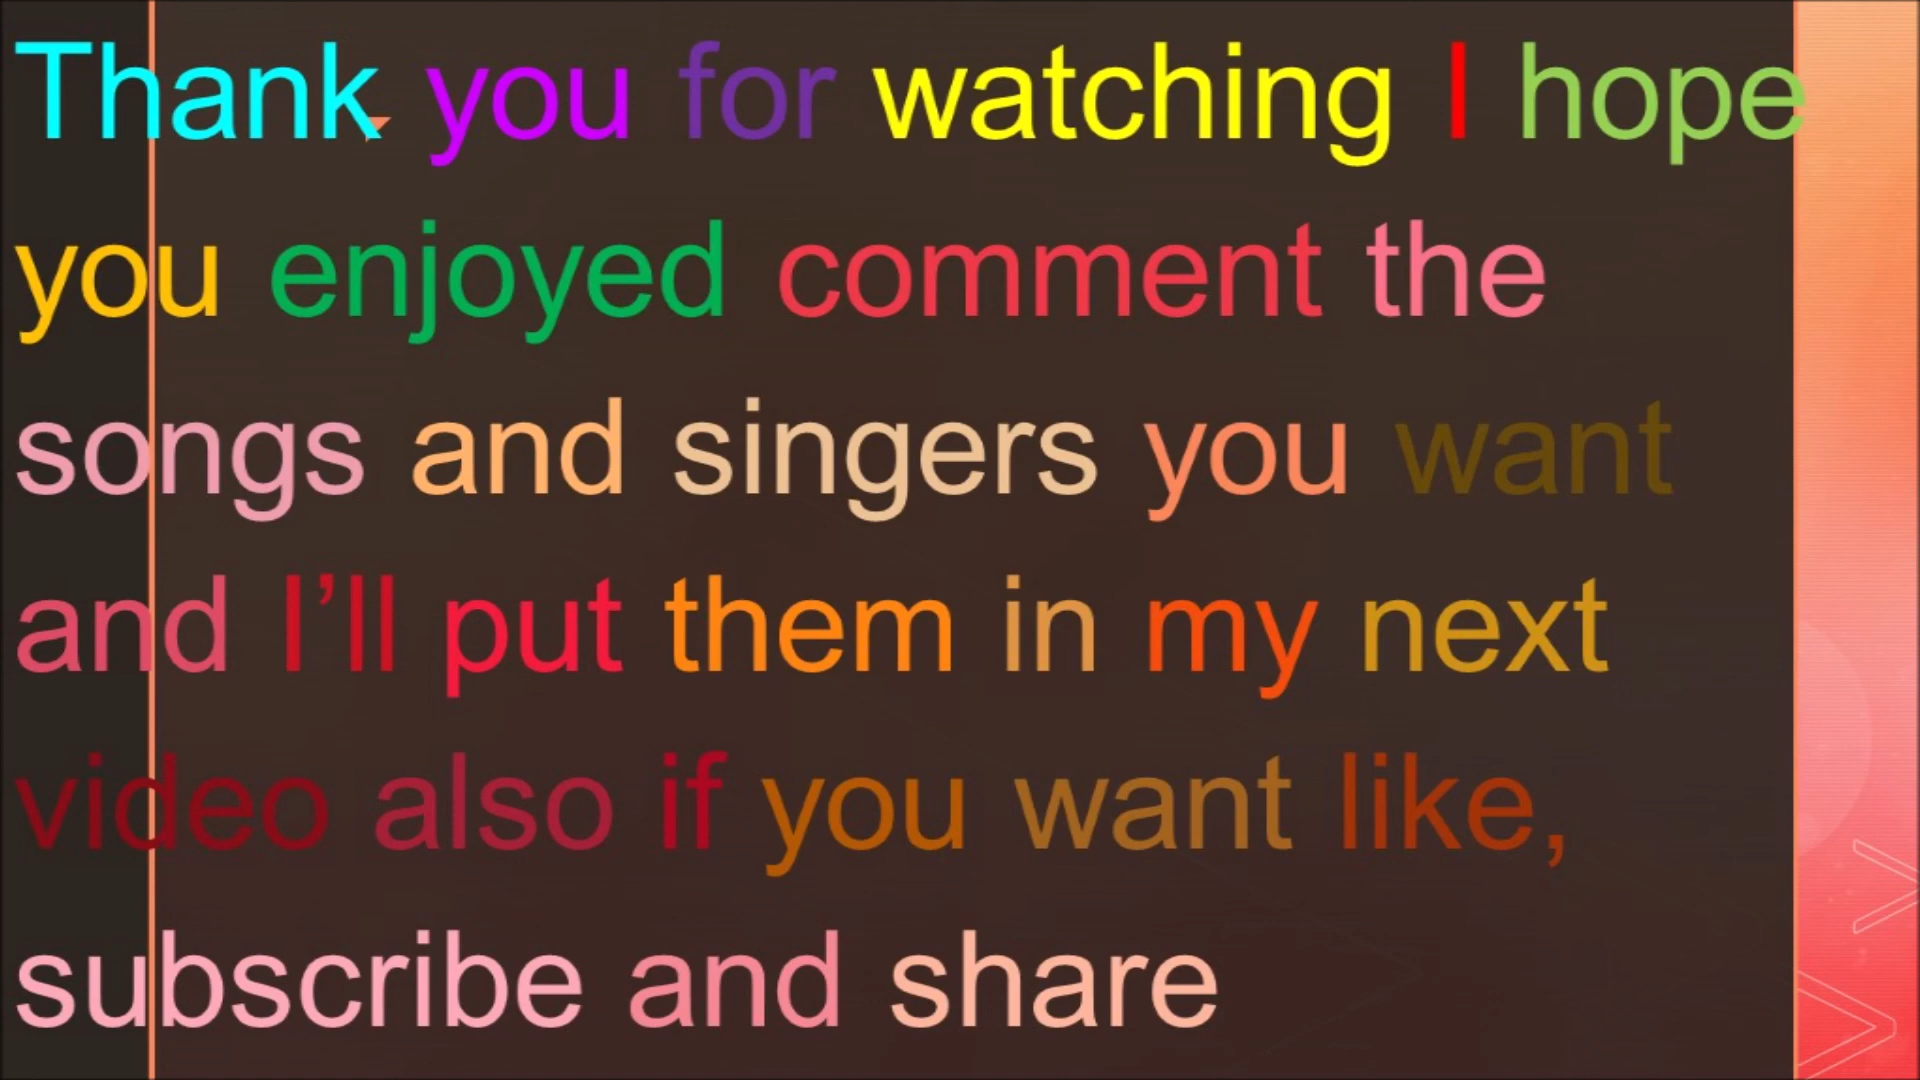 Thank you for watching I hope
you enjoyed comment the
songs and singers you want
and I’ll put them in my next
video also if you want like,
subscribe and share